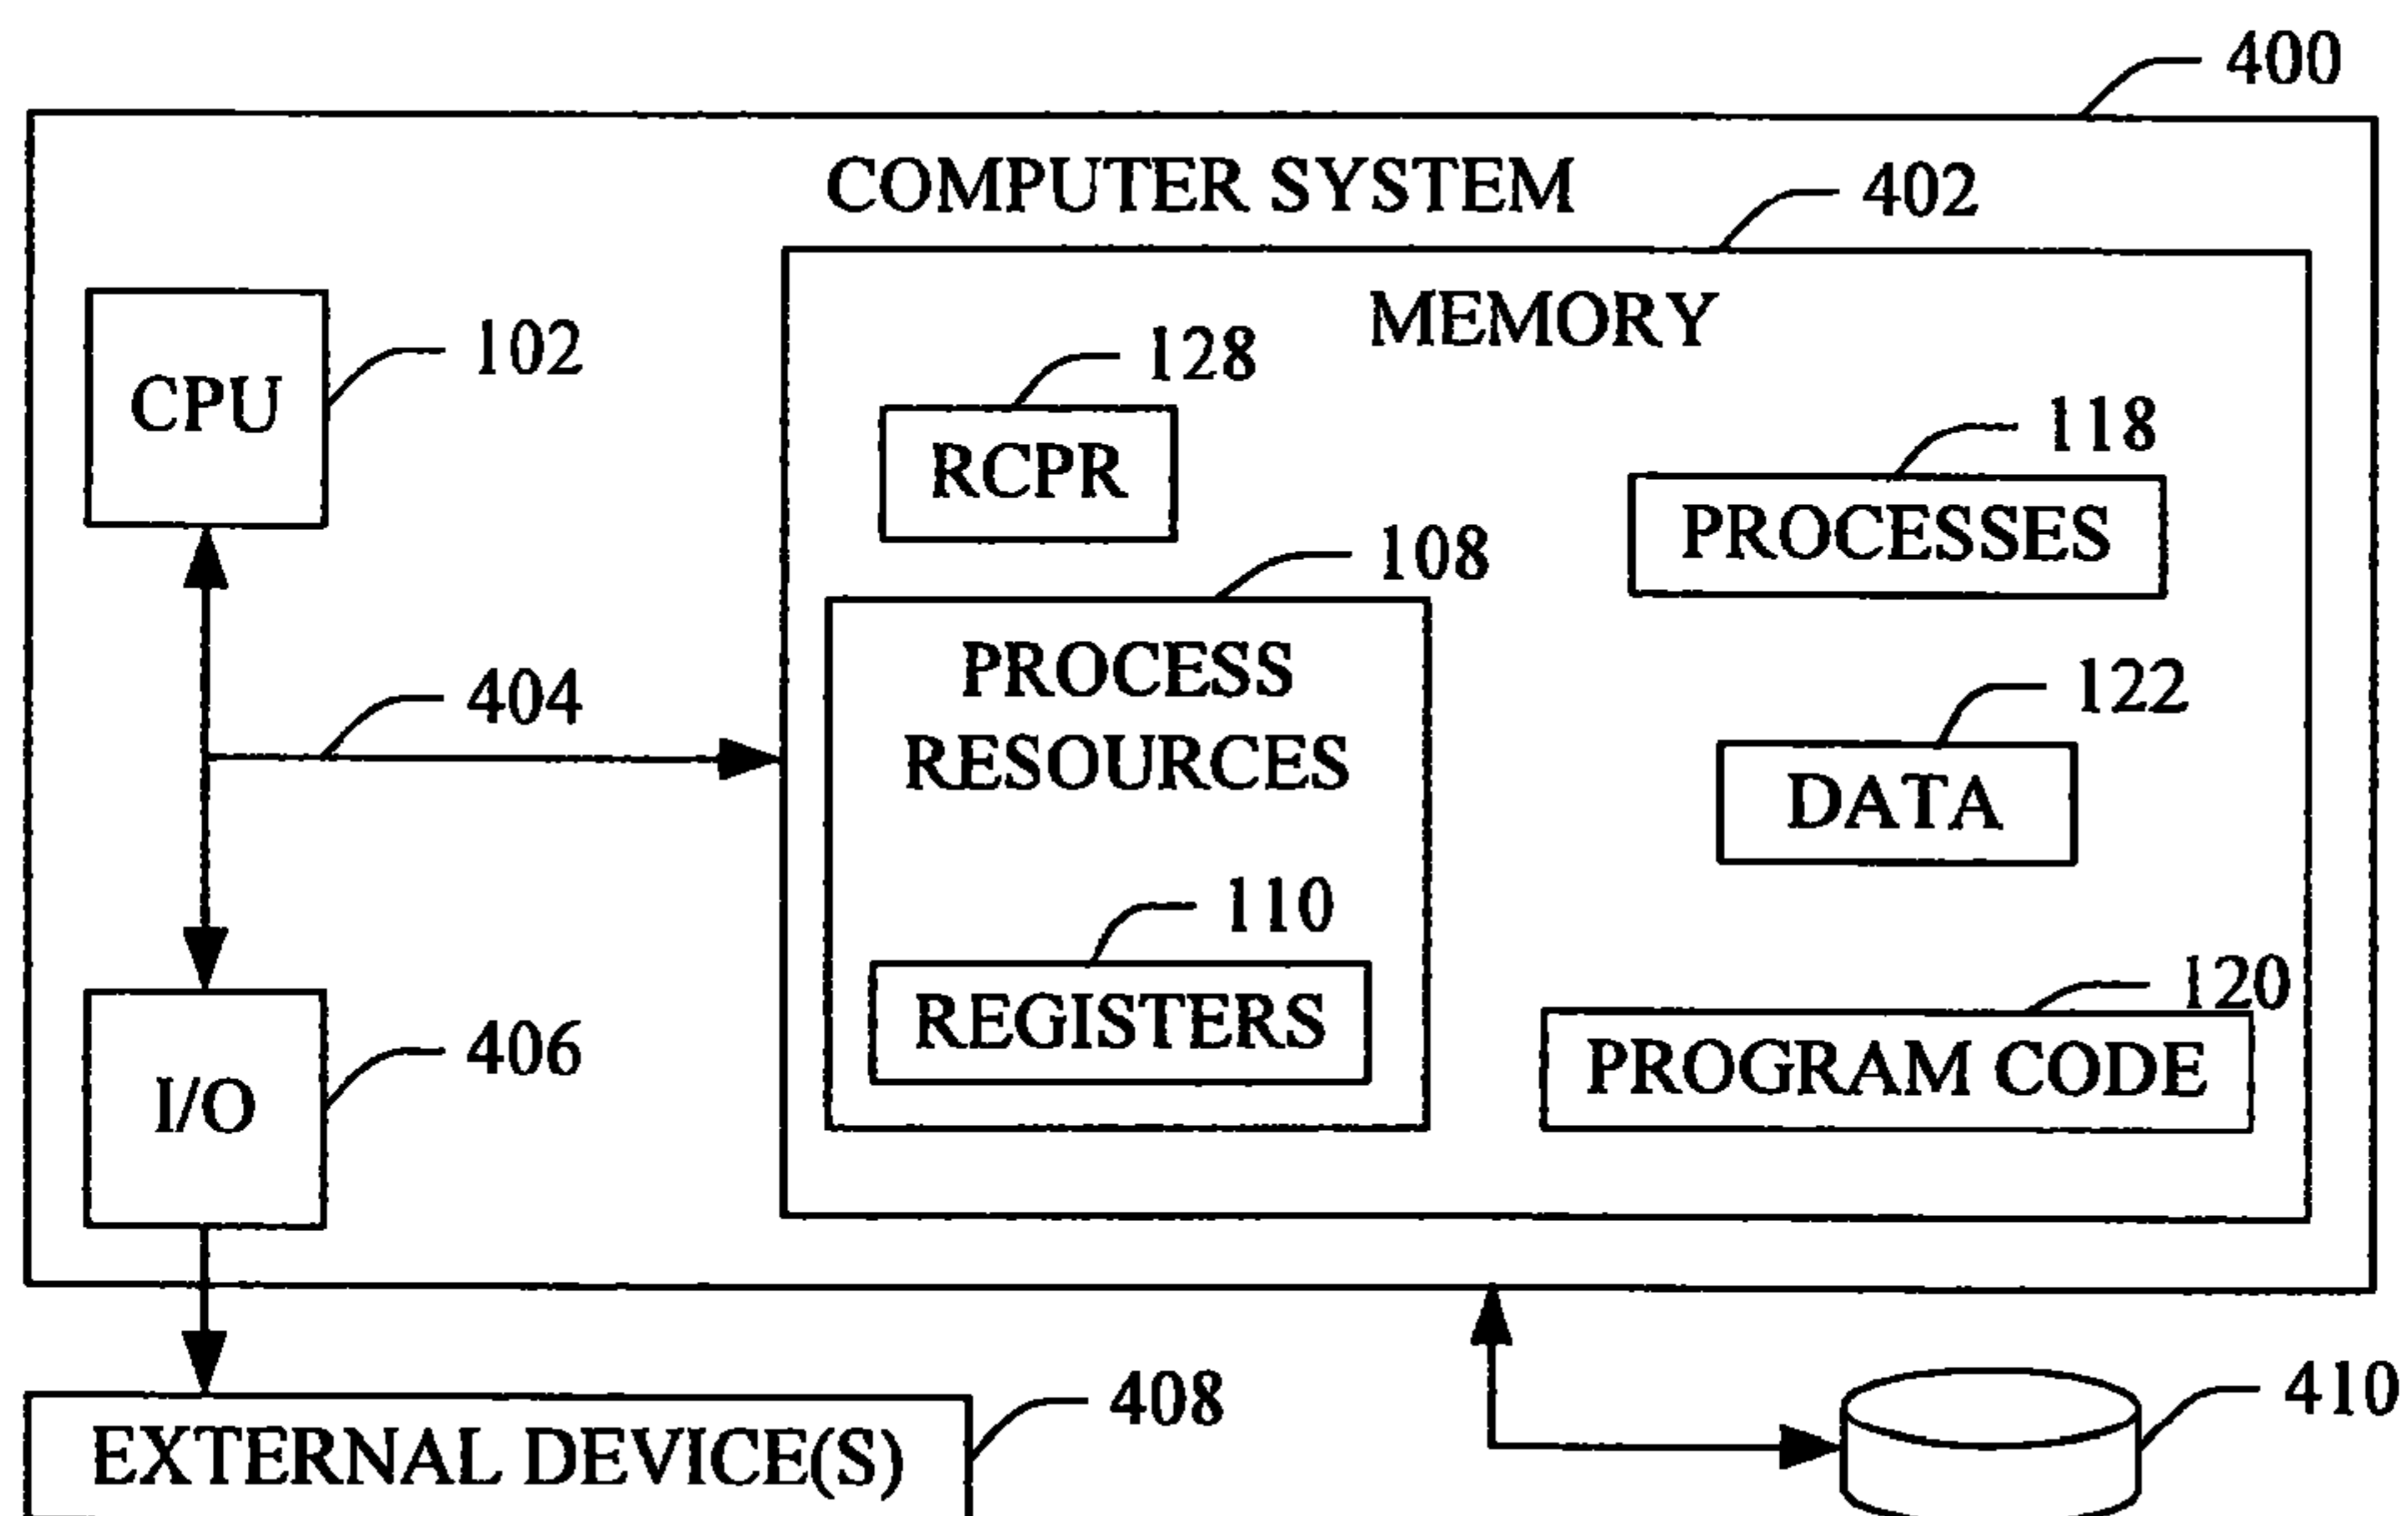 400
COMPUTER SYSTEM
402
MEMORY
CPU
102
128
RCPR
118
PROCESSES
108
PROCESS
RESOURCES
404
122
DATA
110
REGISTERS
120
PROGRAM CODE
406
I/O
408
EXTERNAL DEVICE(S)
410